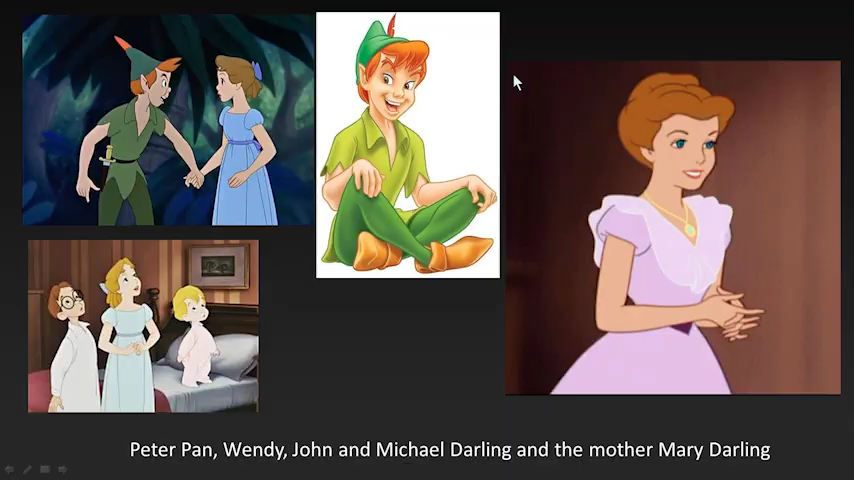 Peter Pan, Wendy, John and Michael Darling and the mother Mary Darling